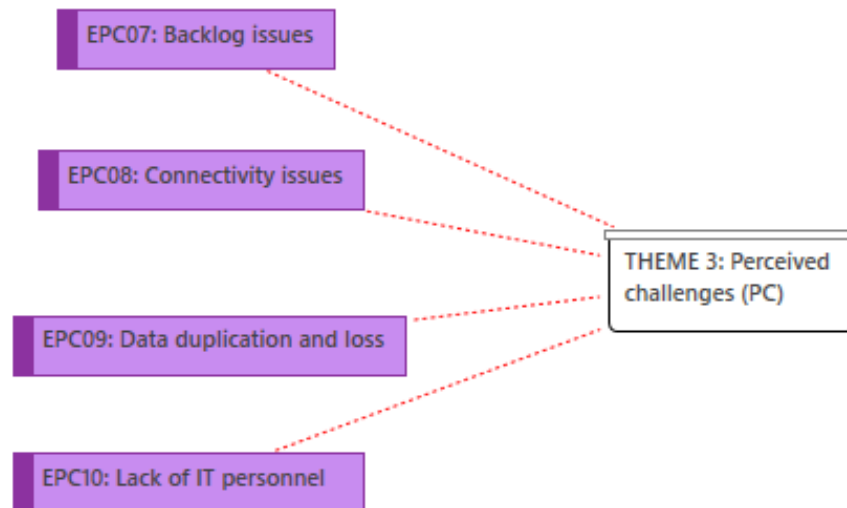 EPC07: Backlog issues
EPC08: Connectivity issues
THEME 3: Perceived
challenges (PC)
EPC09: Data duplication and loss
EPC10: Lack of IT personnel